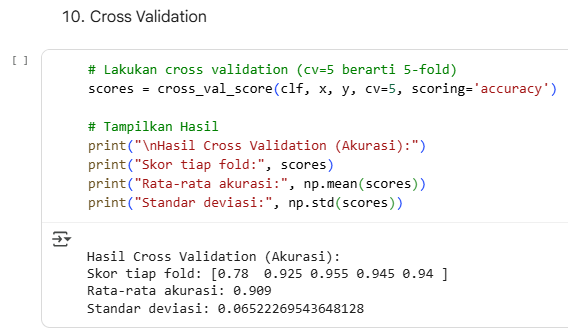 10. Cross Validation
[ ]
# Lakukan cross validation (cv=5 berarti 5-fold)
scores = cross_val_score(clf, x, y, cv=5, scoring='accuracy')
# Tampilkan Hasil
print("\nHasil Cross Validation (Akurasi):")
print("Skor tiap fold:", scores)
print("Rata-rata akurasi:", np.mean(scores))
print("Standar deviasi:", np.std(scores))
Hasil Cross Validation (Akurasi):
Skor tiap fold: [0.78  0.925 0.955 0.945 0.94 ]
Rata-rata akurasi: 0.909
Standar deviasi: 0.06522269543648128